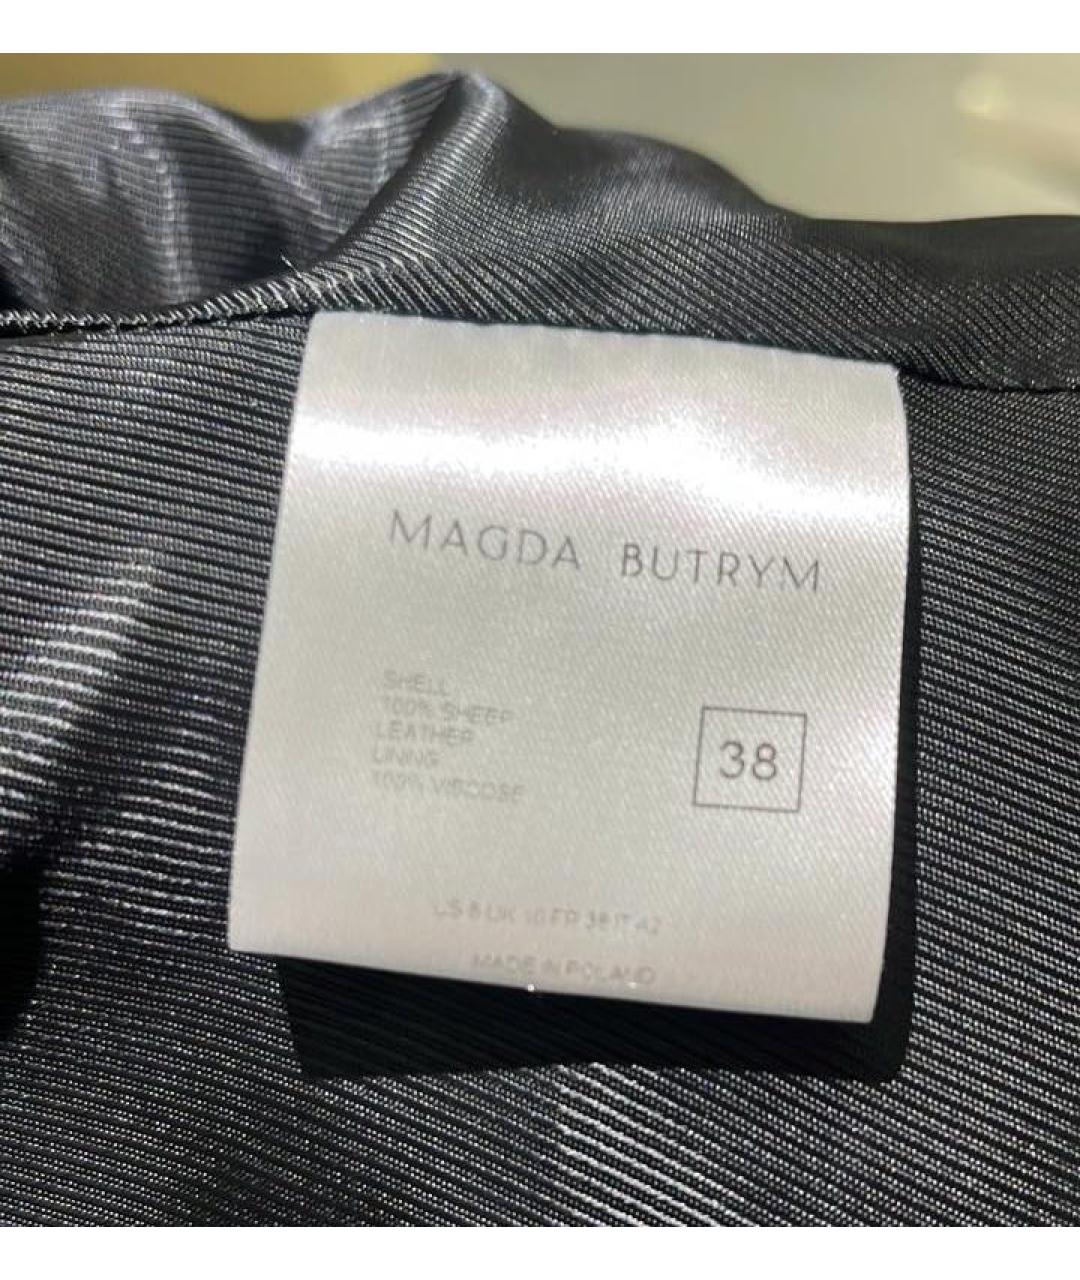 MAGDA BUTRYM
SHELL
100% SHEEP
LEATHER
LINING
100% VISCOSE
38
US 6 UK 10 FR 38 IT 42
MADE IN POLAND